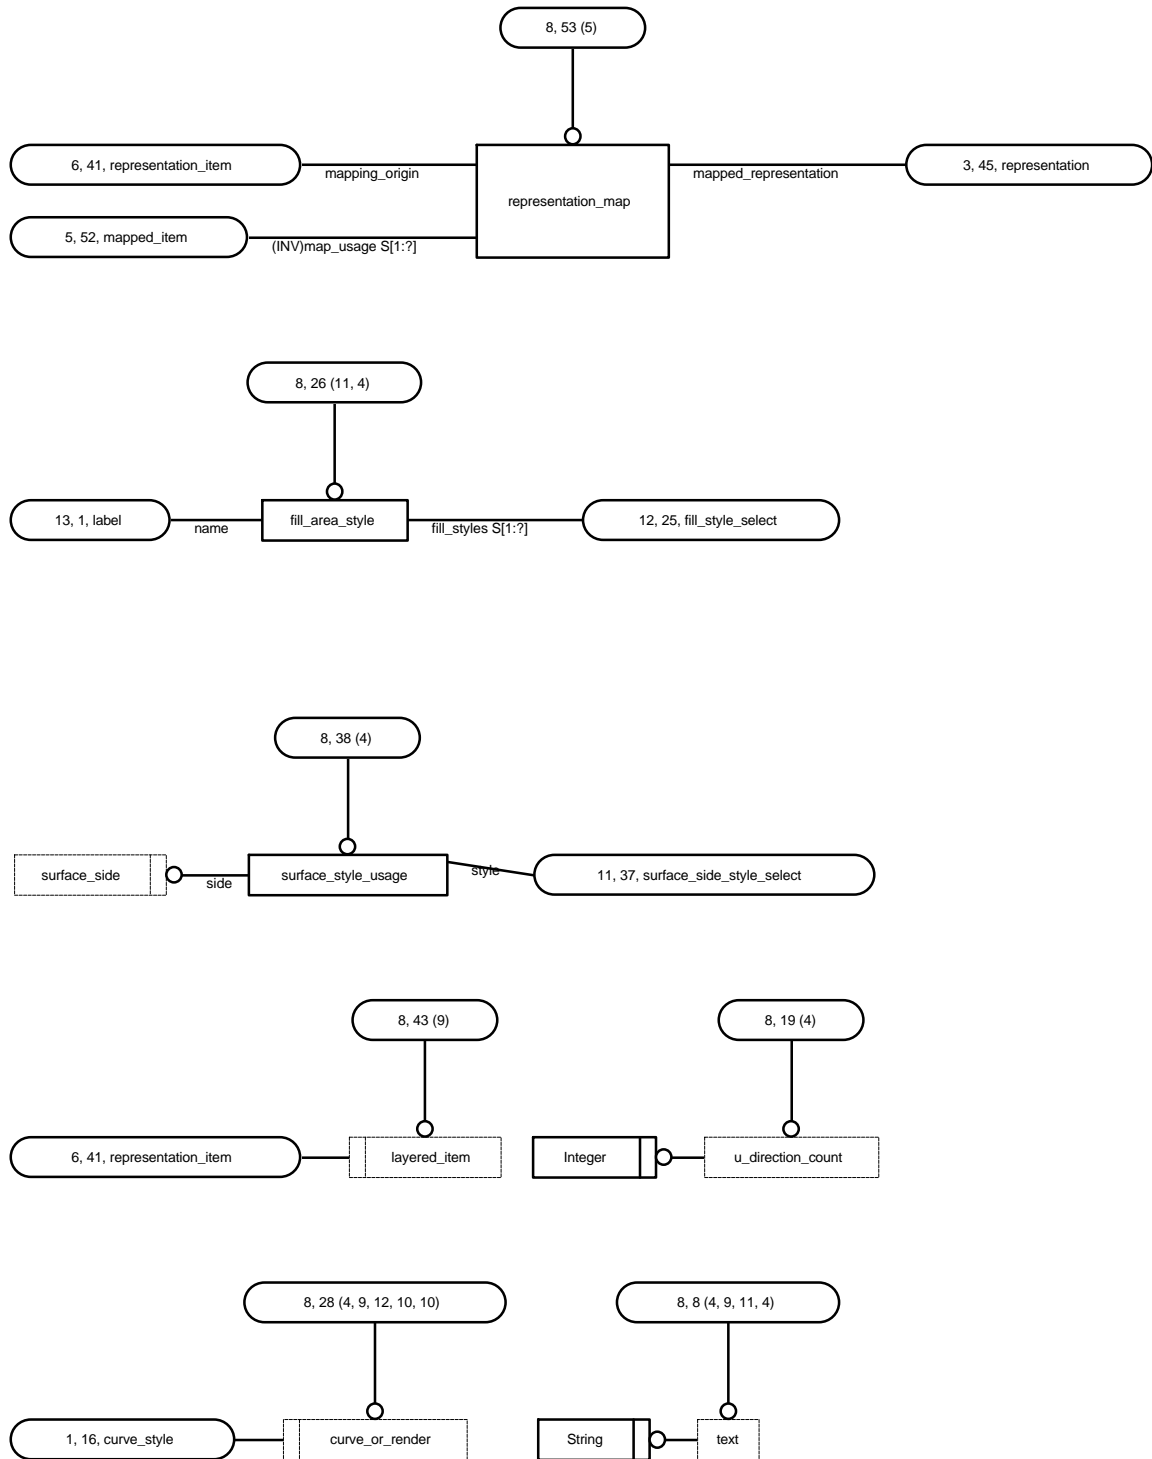 8, 53 (5)
6, 41, representation_item
mapping_origin
representation_map
mapped_representation
3, 45, representation
5, 52, mapped_item
(INV)map_usage S[1:?]
8, 26 (11, 4)
13, 1, label
name
fill_area_style
fill_styles S[1:?]
12, 25, fill_style_select
8, 38 (4)
surface_side
side
surface_style_usage
style
11, 37, surface_side_style_select
8, 43 (9)
8, 19 (4)
6, 41, representation_item
layered_item
Integer
u_direction_count
8, 28 (4, 9, 12, 10, 10)
8, 8 (4, 9, 11, 4)
1, 16, curve_style
curve_or_render
String
text